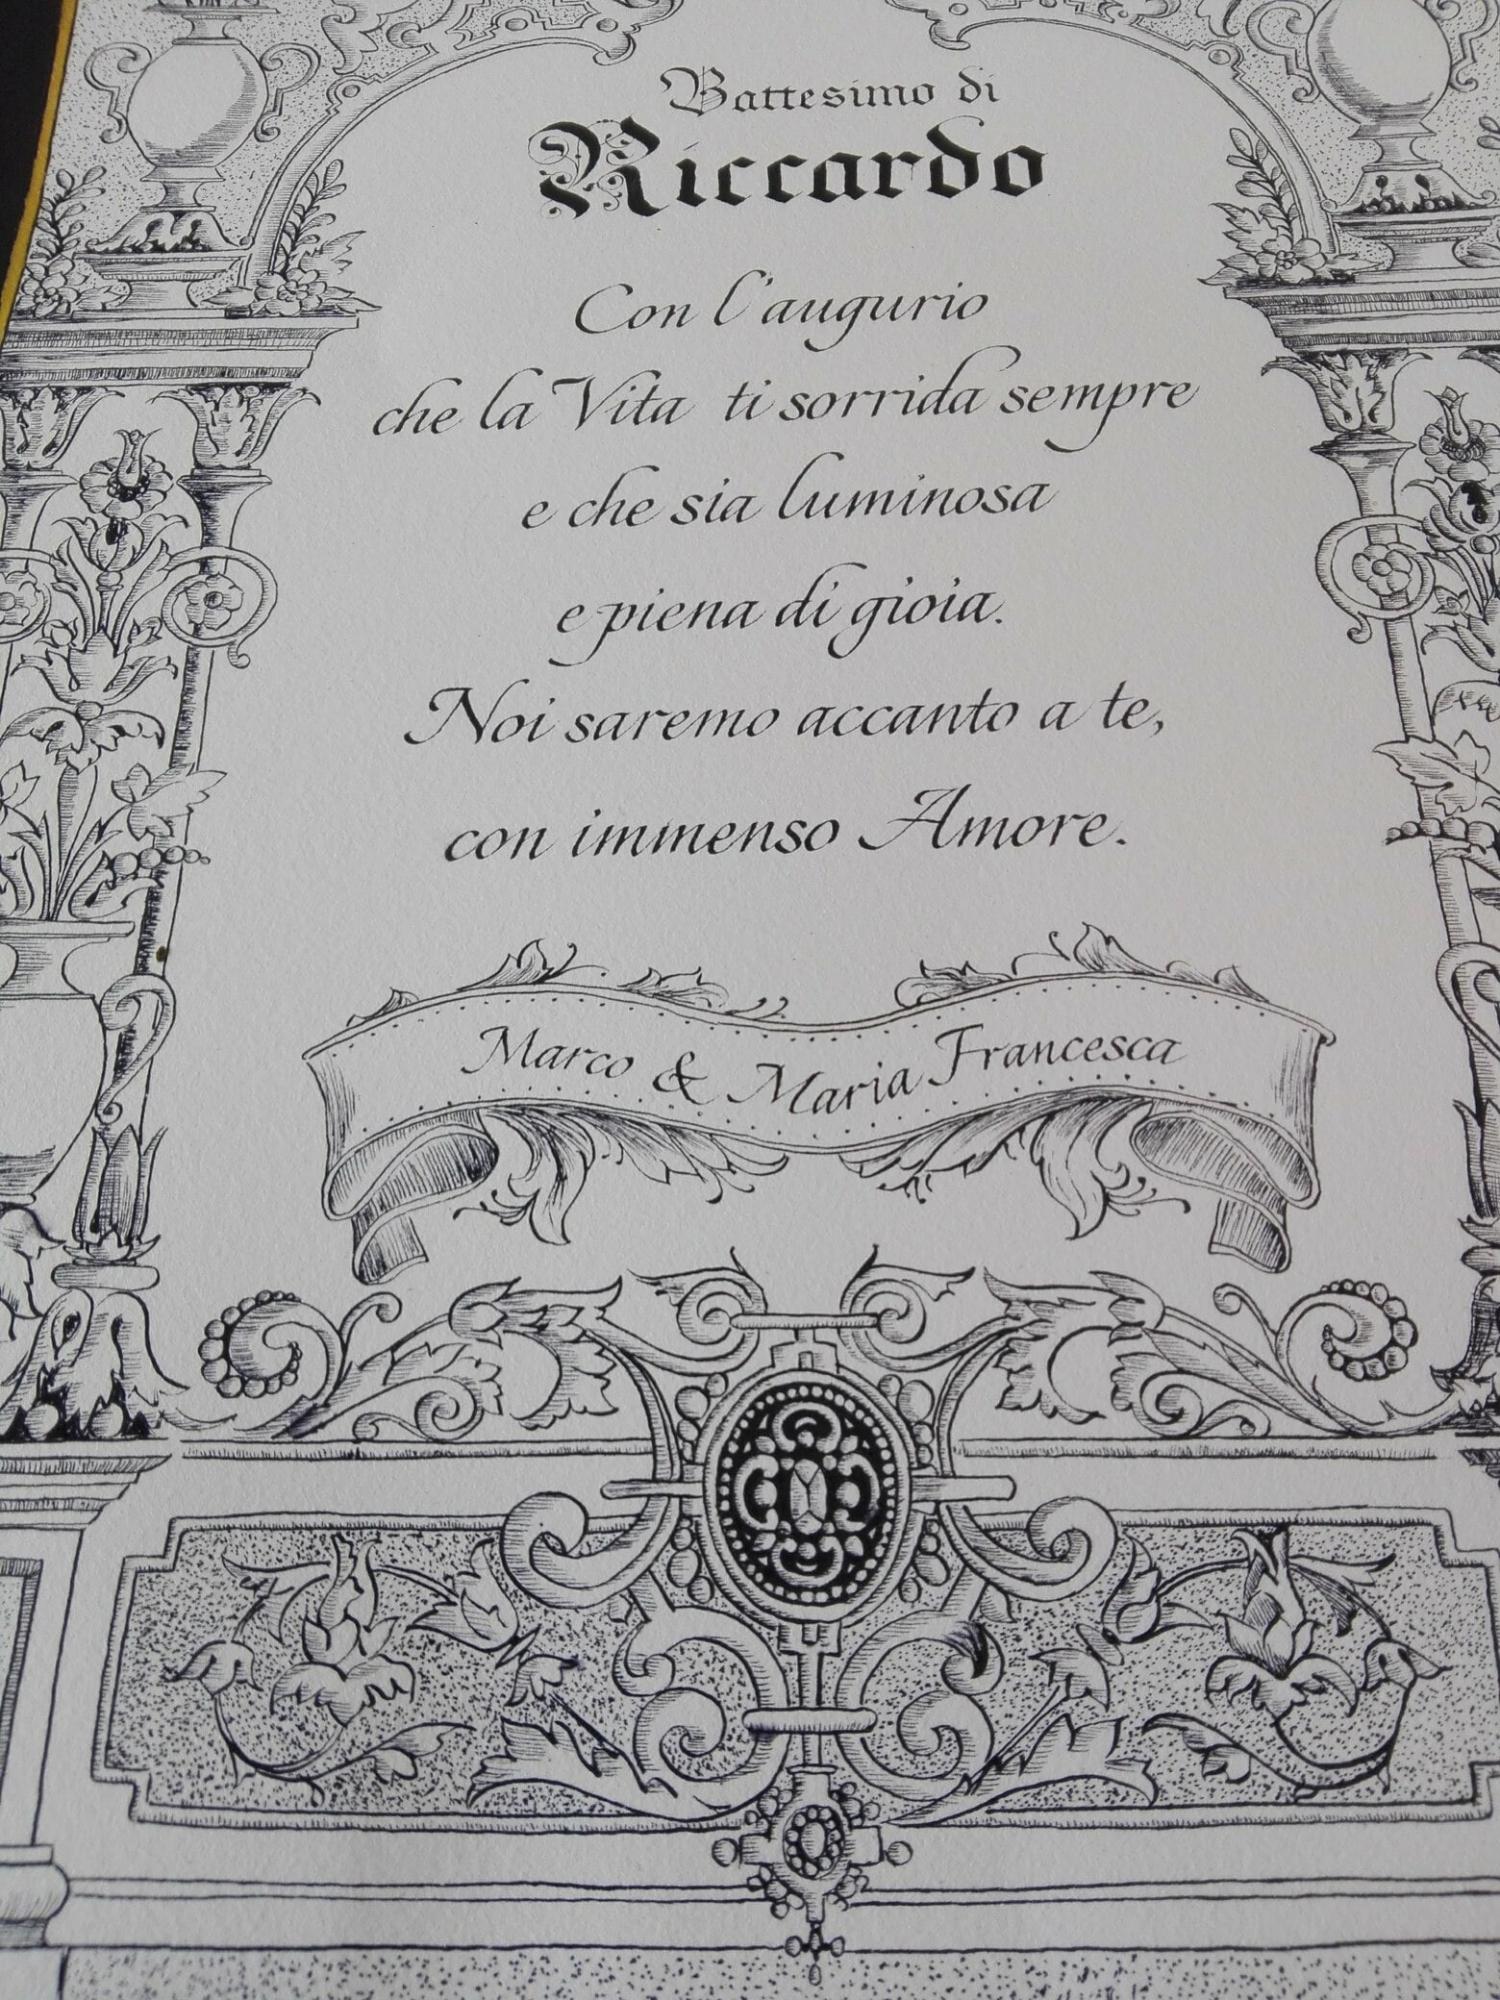 Battesimo di
Riccardo
Con l'augurio
che la Vita ti sorrida sempre
e che sia luminosa
e piena di gioia.
Noi saremo accanto a te,
con immenso Amore.
Marco & Maria Francesca